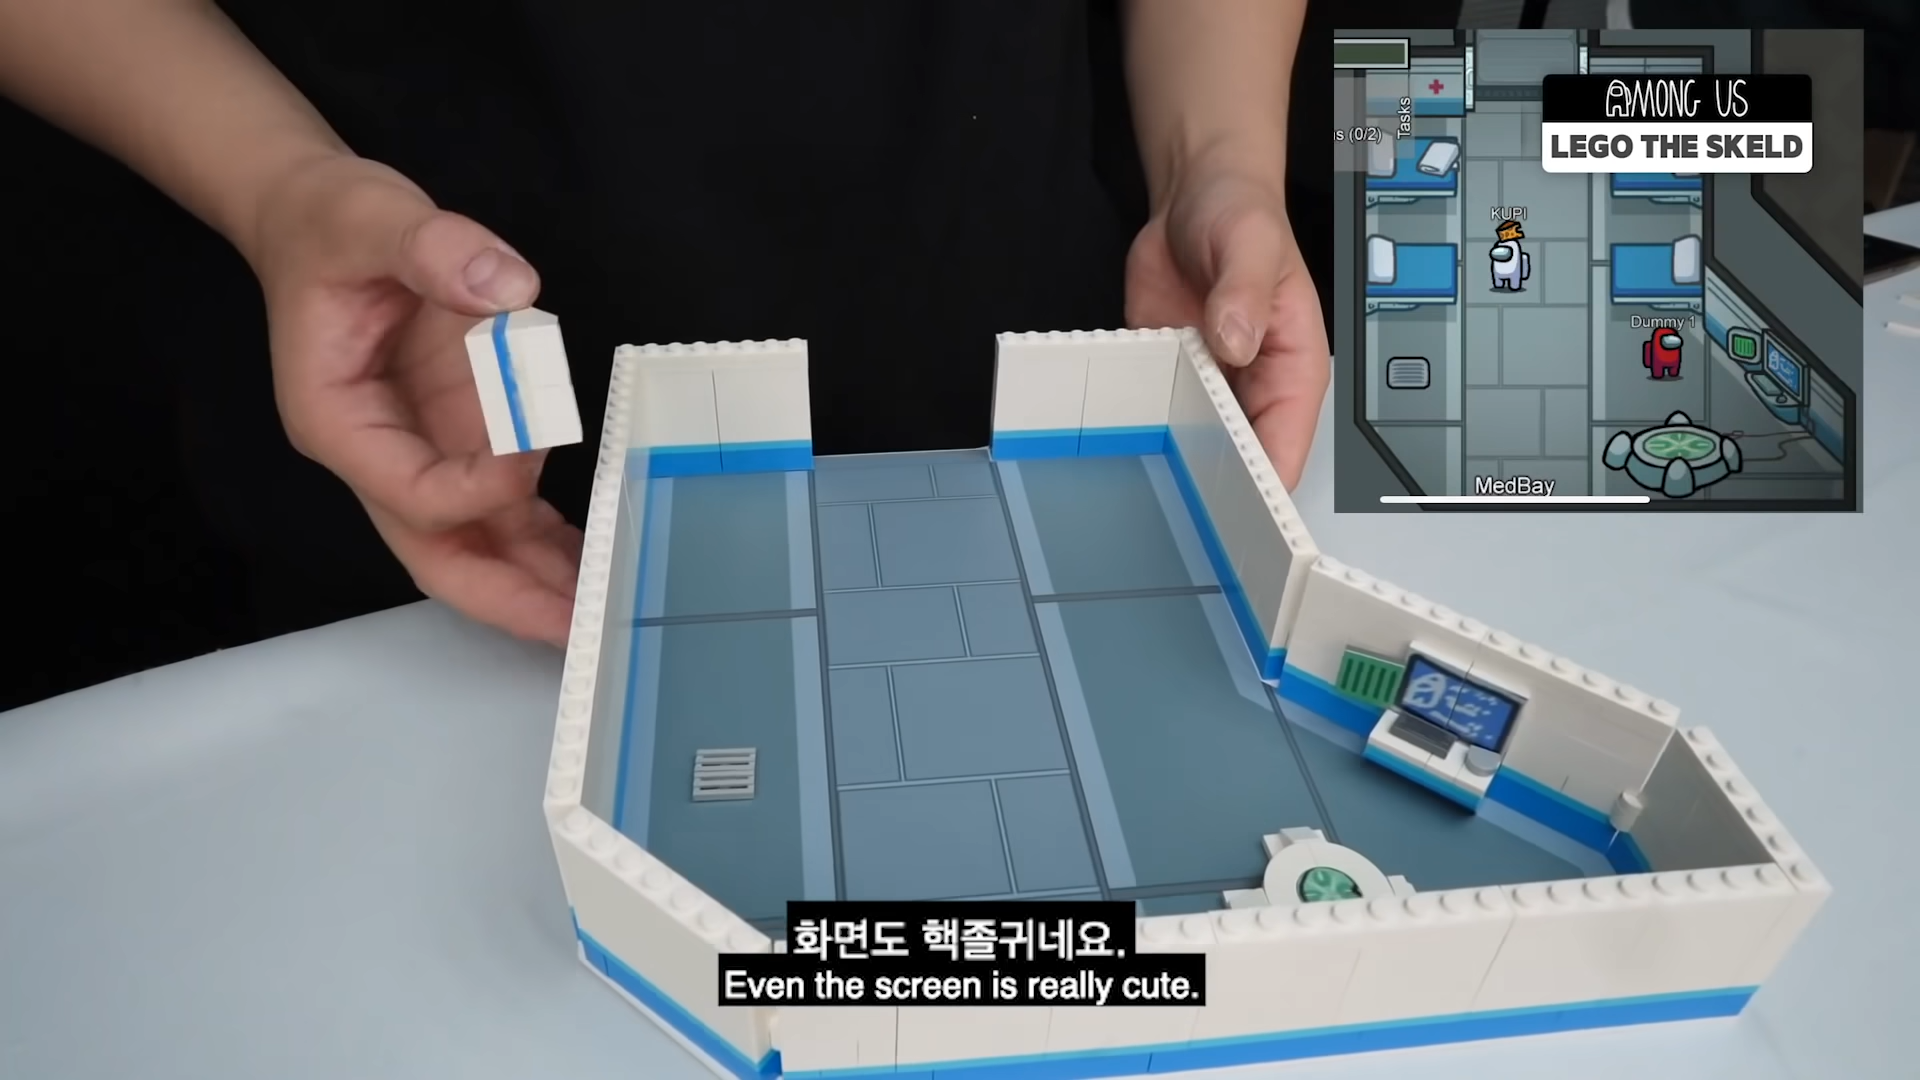 AMONG US
LEGO THE SKELD
Tasks
s (0/2)
KUPI
Dummy 1
MedBay
화면도 핵졸귀네요.
Even the screen is really cute.